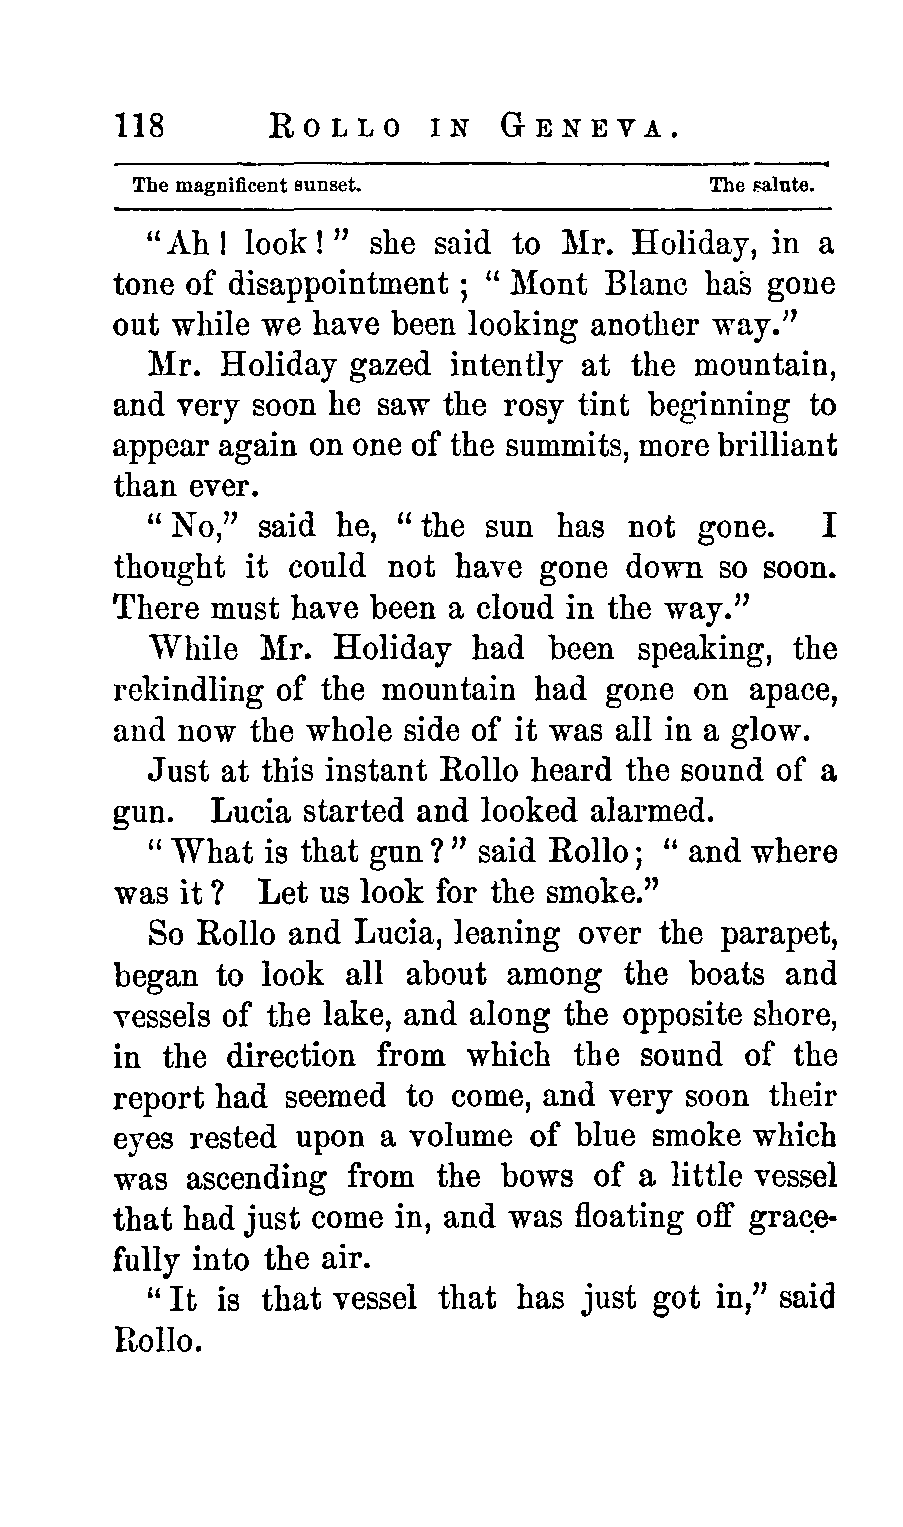 118 ROLLO IN GENEVA.
The magnificent sunset. The salute.
"Ah! look!" she said to Mr. Holiday, in a
tone of disappointment; "Mont Blanc has gone
out while we have been looking another way."
Mr. Holiday gazed intently at the mountain,
and very soon he saw the rosy tint beginning to
appear again on one of the summits, more brilliant
than ever.
"No," said he, "the sun has not gone. I
thought it could not have gone down so soon.
There must have been a cloud in the way."
While Mr. Holiday had been speaking, the
rekindling of the mountain had gone on apace,
and now the whole side of it was all in a glow.
Just at this instant Rollo heard the sound of a
gun. Lucia started and looked alarmed.
"What is that gun?" said Rollo; "and where
was it? Let us look for the smoke."
So Rollo and Lucia, leaning over the parapet,
began to look all about among the boats and
vessels of the lake, and along the opposite shore,
in the direction from which the sound of the
report had seemed to come, and very soon their
eyes rested upon a volume of blue smoke which
was ascending from the bows of a little vessel
that had just come in, and was floating off grace-
fully into the air.
"It is that vessel that has just got in," said
Rollo.